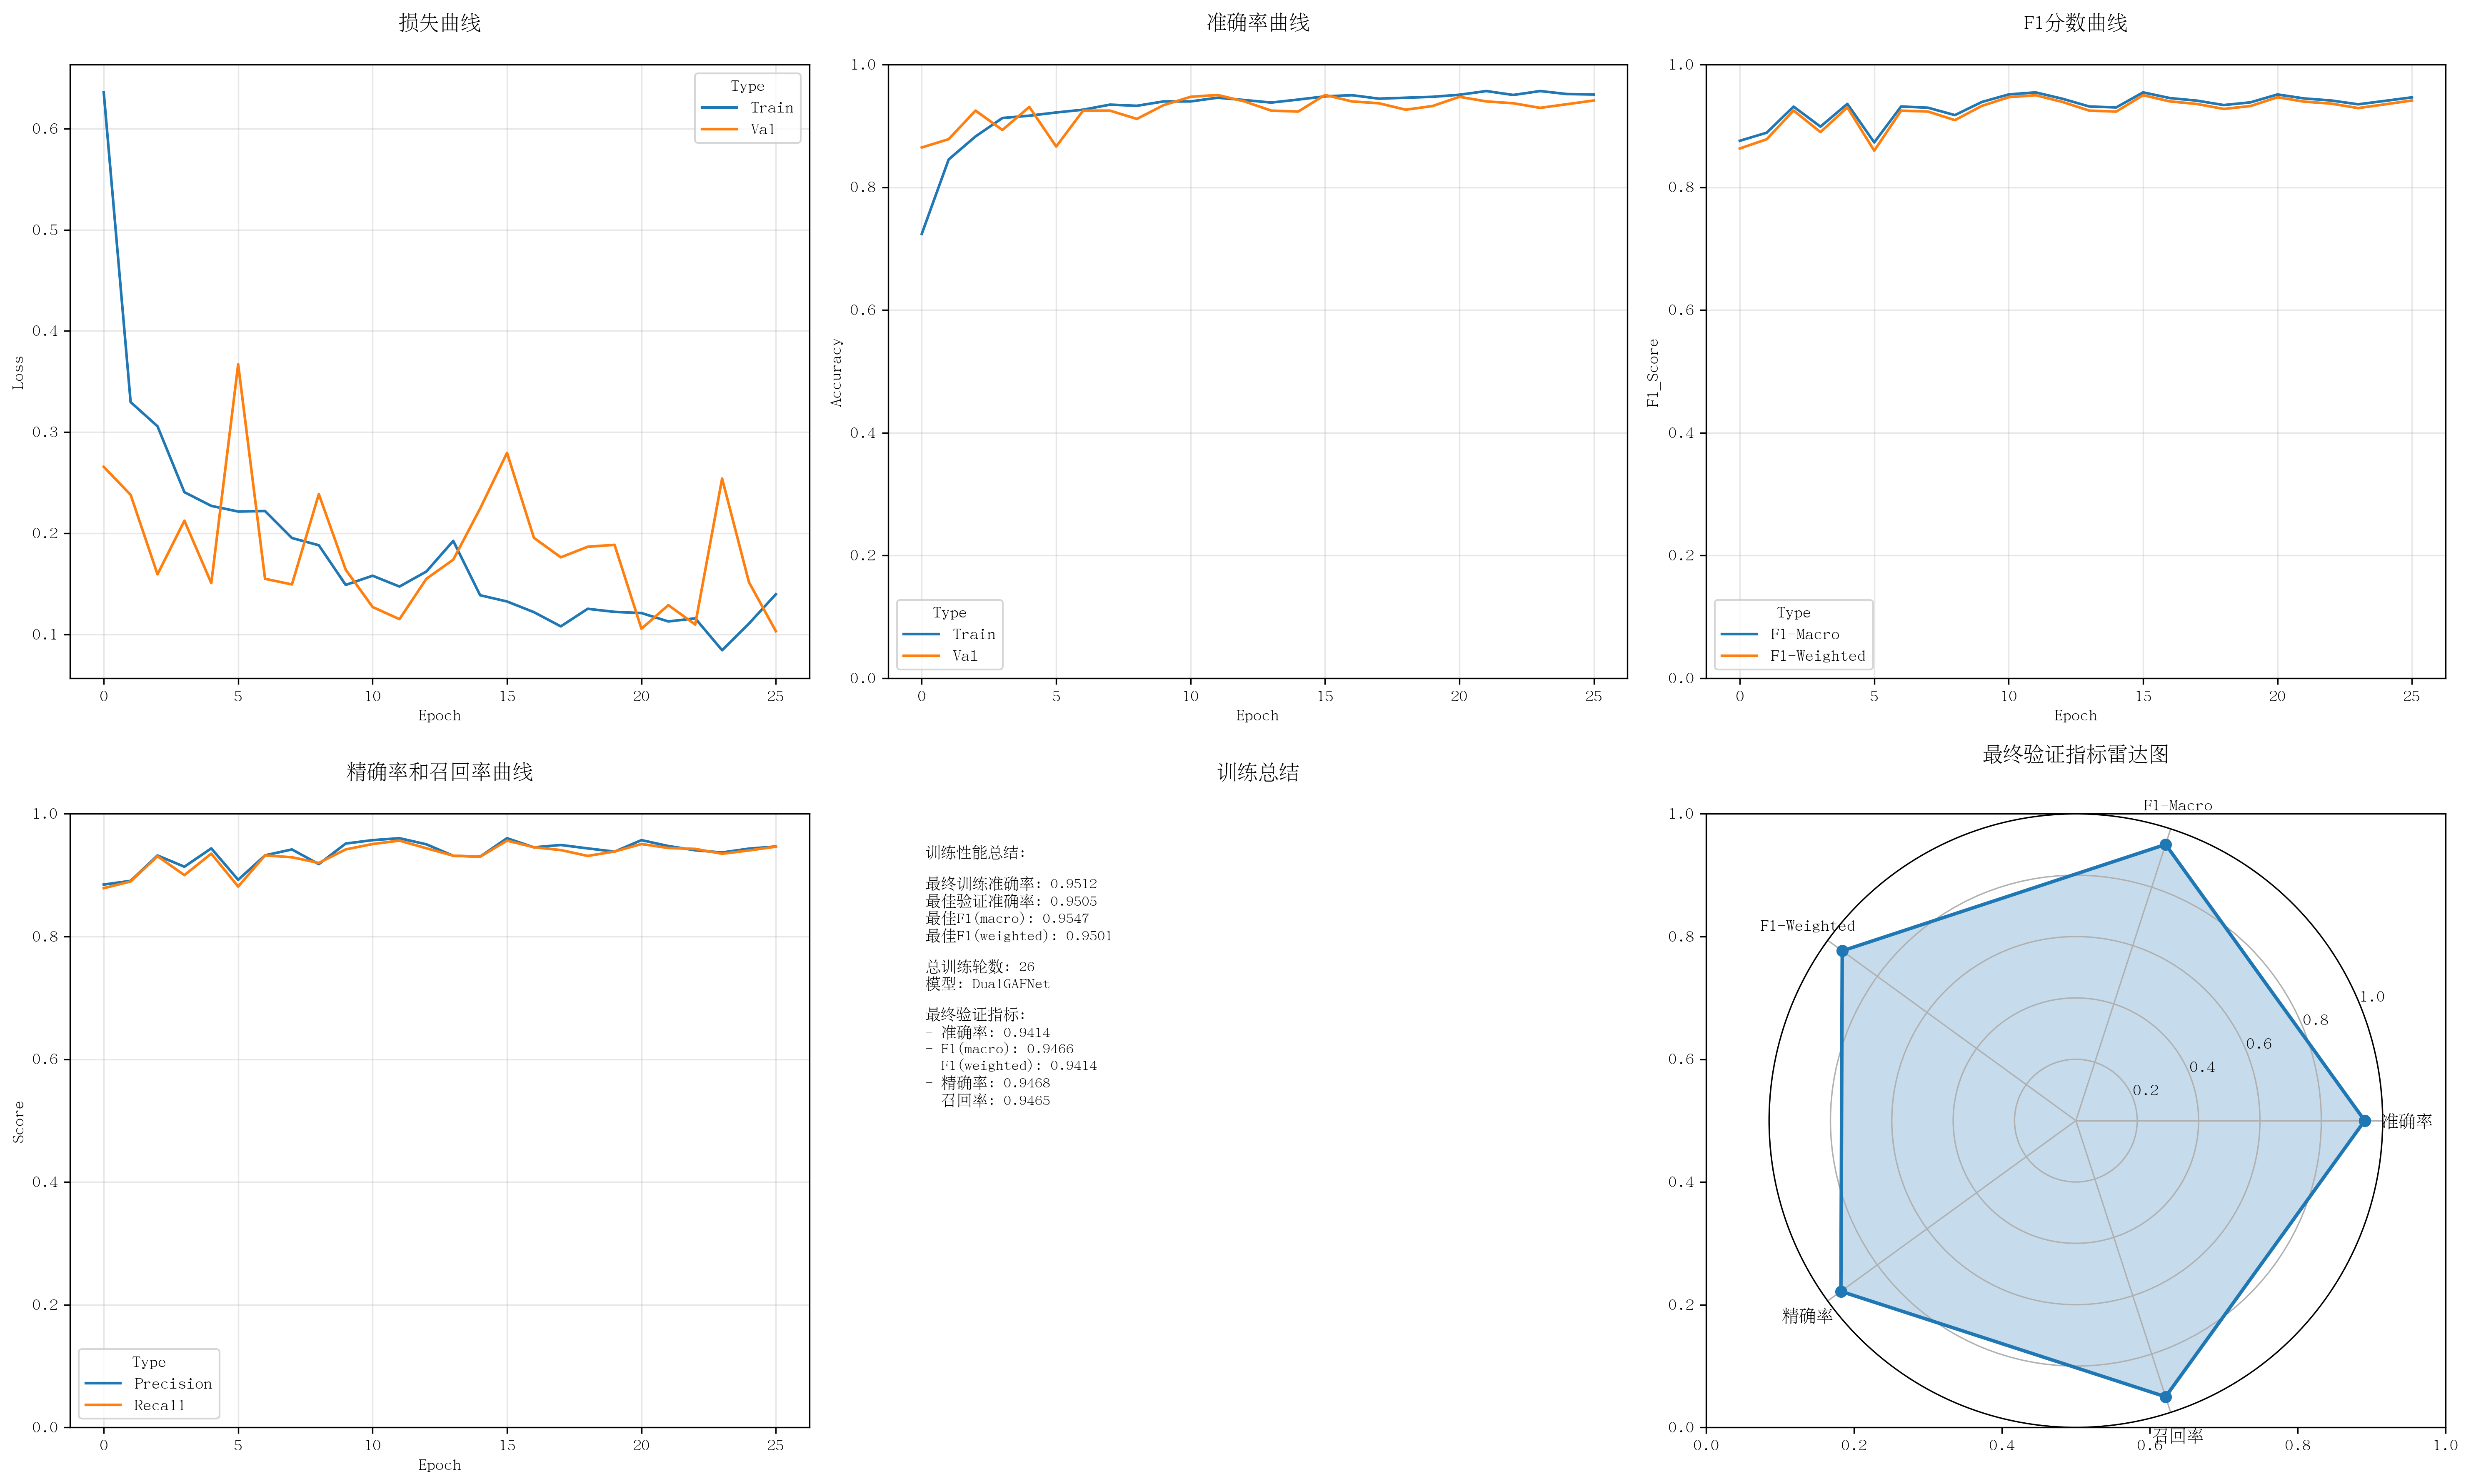 损失曲线
0.6
0.5
0.4
0.3
0.2
0.1
Loss
Type
Train
Val
0 5 10 15 20 25
Epoch
准确率曲线
1.0
0.8
0.6
0.4
0.2
0.0
Accuracy
Type
Train
Val
0 5 10 15 20 25
Epoch
F1分数曲线
1.0
0.8
0.6
0.4
0.2
0.0
F1_Score
Type
F1-Macro
F1-Weighted
0 5 10 15 20 25
Epoch
精确率和召回率曲线
1.0
0.8
0.6
0.4
0.2
0.0
Score
Type
Precision
Recall
0 5 10 15 20 25
Epoch
训练总结
训练性能总结:
最终训练准确率: 0.9512
最佳验证准确率: 0.9505
最佳F1(macro): 0.9547
最佳F1(weighted): 0.9501
总训练轮数: 26
模型: DualGAFNet
最终验证指标:
- 准确率: 0.9414
- F1(macro): 0.9466
- F1(weighted): 0.9414
- 精确率: 0.9468
- 召回率: 0.9465
最终验证指标雷达图
1.0
0.8
0.6
0.4
0.2
0.0
F1-Macro
F1-Weighted
1.0
0.8
0.6
0.4
0.2
准确率
精确率
召回率
0.0 0.2 0.4 0.6 0.8 1.0